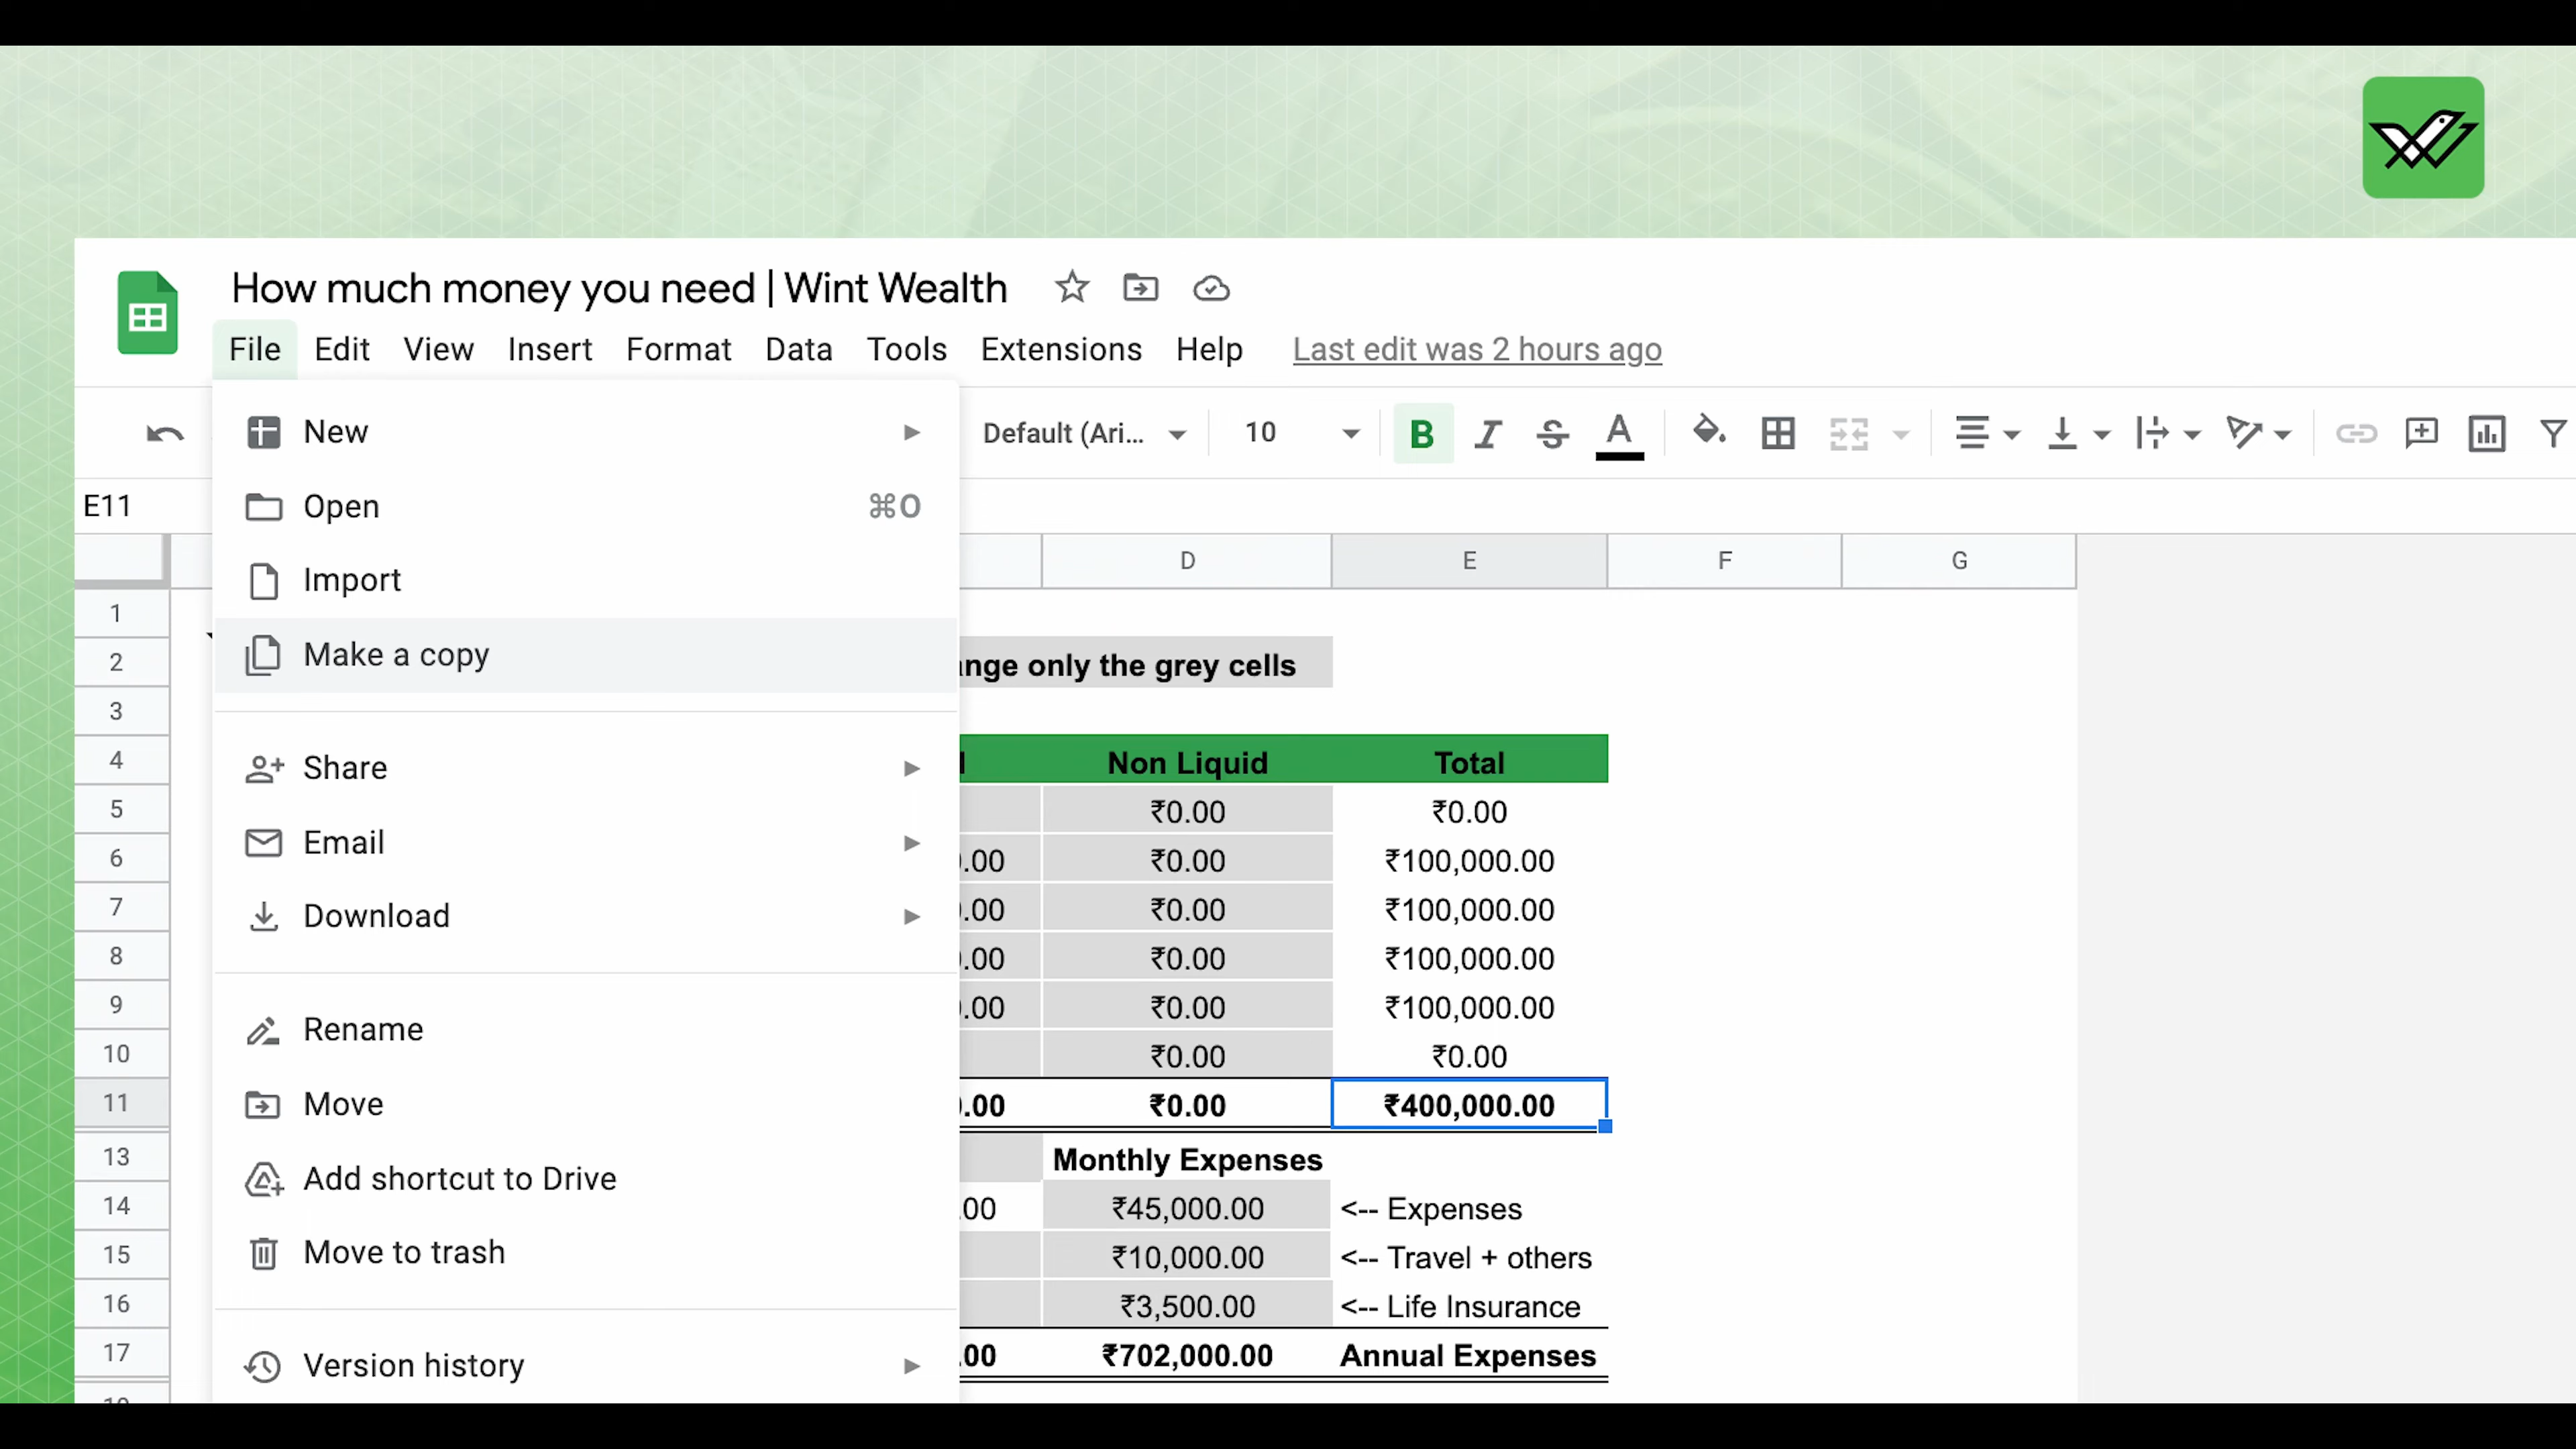 How much money you need | Wint Wealth
File Edit View Insert Format Data Tools Extensions Help Last edit was 2 hours ago
New
Default (Ari... 10 B I S A
E11
Open ⌘O
D E F G
Import
1
Make a copy
2 only the grey cells
3
4 Non Liquid Total
Share
5 ₹0.00 ₹0.00
Email
6 .00 ₹0.00 ₹100,000.00
7 .00 ₹0.00 ₹100,000.00
Download
8 .00 ₹0.00 ₹100,000.00
9 .00 ₹0.00 ₹100,000.00
Rename
10 ₹0.00 ₹0.00
Move
11 .00 ₹0.00 ₹400,000.00
13 Monthly Expenses
Add shortcut to Drive
14 .00 ₹45,000.00 <-- Expenses
Move to trash
15 ₹10,000.00 <-- Travel + others
16 ₹3,500.00 <-- Life Insurance
17 .00 ₹702,000.00 Annual Expenses
Version history